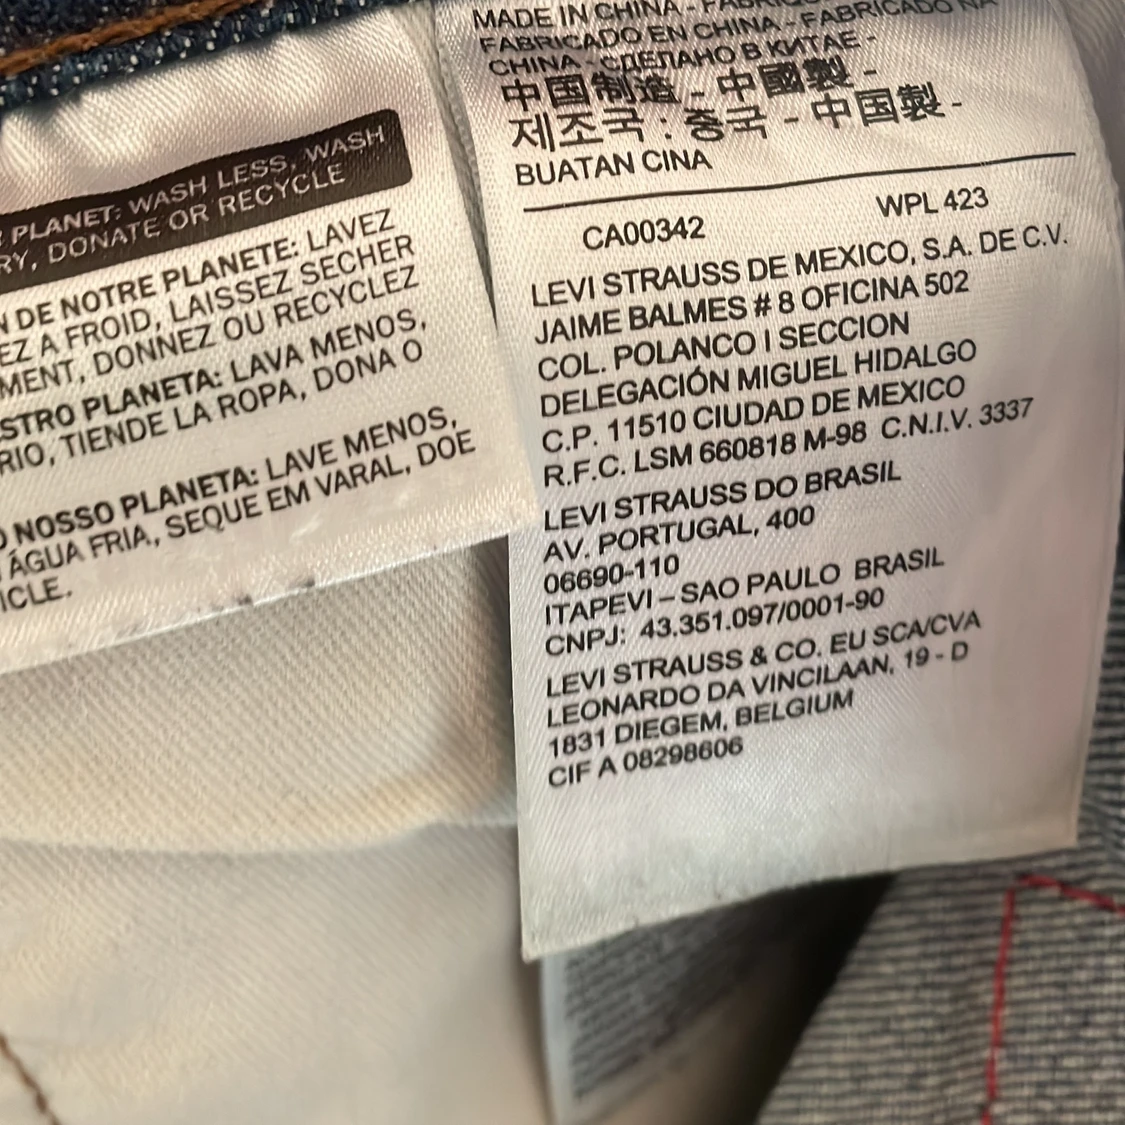 PLANET: WASH LESS, WASH
RY, DONATE OR RECYCLE
N DE NOTRE PLANETE: LAVEZ
EZ A FROID, LAISSEZ SECHER
MENT, DONNEZ OU RECYCLEZ
STRO PLANETA: LAVA MENOS,
RIO, TIENDE LA ROPA, DONA O
O NOSSO PLANETA: LAVE MENOS,
ÁGUA FRIA, SEQUE EM VARAL, DOE
ICLE.
MADE IN CHINA - FABRIQU
FABRICADO EN CHINA - FABRICADO NA
CHINA - СДЕЛАНО В КИТАЕ -
中国制造 - 中國製 -
제조국 : 중국 - 中国製 -
BUATAN CINA
CA00342 WPL 423
LEVI STRAUSS DE MEXICO, S.A. DE C.V.
JAIME BALMES # 8 OFICINA 502
COL. POLANCO I SECCION
DELEGACIÓN MIGUEL HIDALGO
C.P. 11510 CIUDAD DE MEXICO
R.F.C. LSM 660818 M-98 C.N.I.V. 3337
LEVI STRAUSS DO BRASIL
AV. PORTUGAL, 400
06690-110
ITAPEVI – SAO PAULO BRASIL
CNPJ: 43.351.097/0001-90
LEVI STRAUSS & CO. EU SCA/CVA
LEONARDO DA VINCILAAN, 19 - D
1831 DIEGEM, BELGIUM
CIF A 08298606